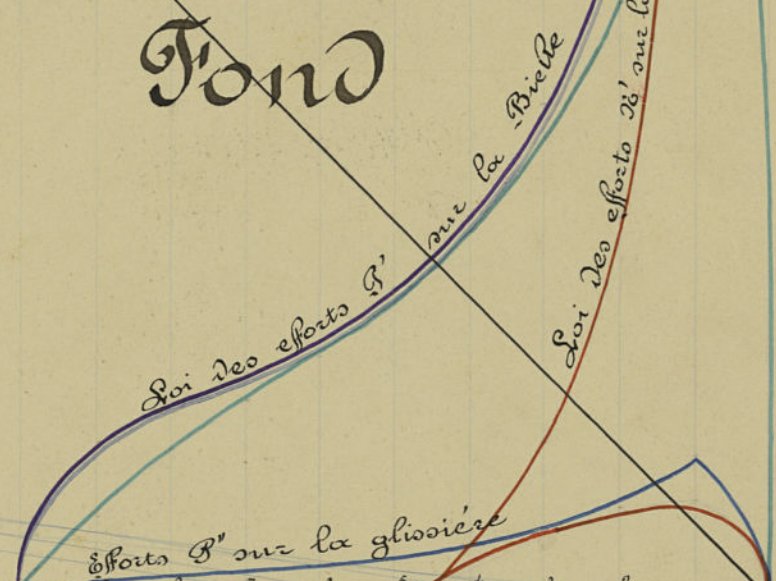 Fond
Loi des efforts P' sur la Bielle
Loi des efforts N' sur la
Efforts P" sur la glissière